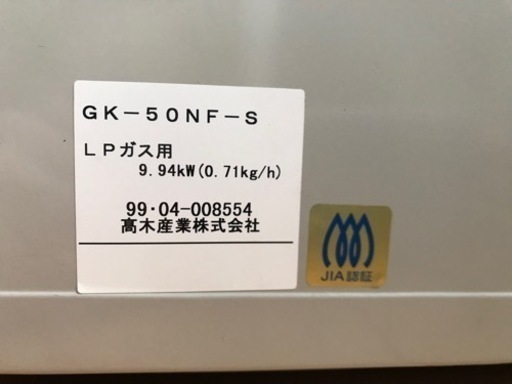 GK-50NF-S
LPガス用
9.94kW(0.71kg/h)
99・04-008554
髙木産業株式会社
JIA認証